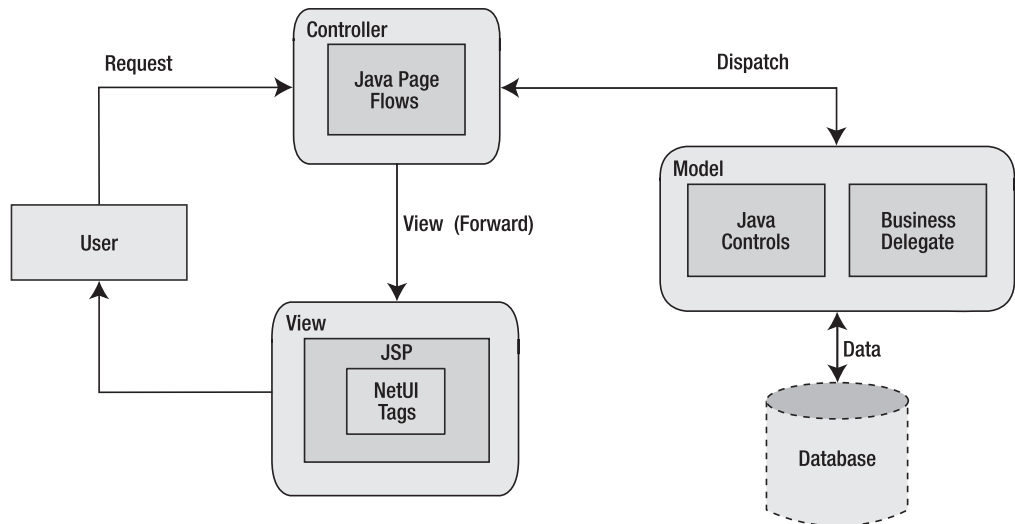 Controller
Java Page
Flows
Request
Dispatch
Model
Java
Controls
Business
Delegate
User
View (Forward)
View
JSP
NetUI
Tags
Data
Database